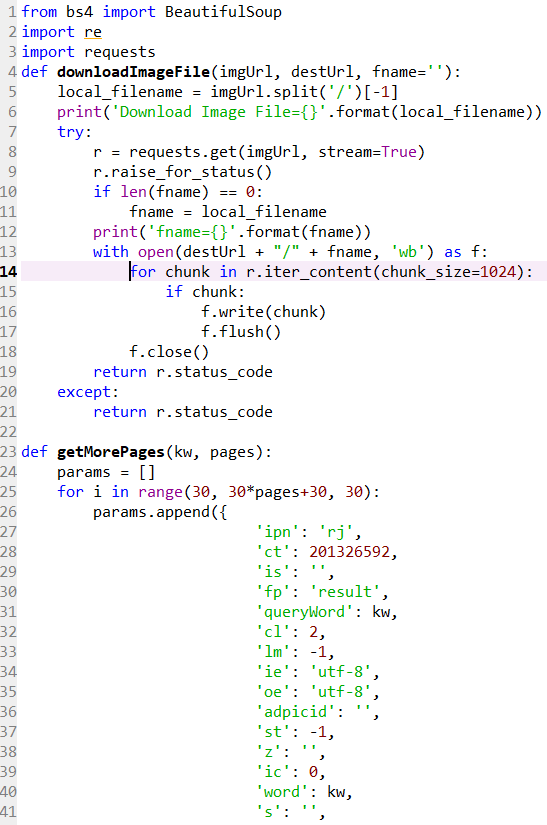 1 from bs4 import BeautifulSoup
2 import re
3 import requests
4 def downloadImageFile(imgUrl, destUrl, fname=''):
5     local_filename = imgUrl.split('/')[-1]
6     print('Download Image File={}'.format(local_filename))
7     try:
8         r = requests.get(imgUrl, stream=True)
9         r.raise_for_status()
10         if len(fname) == 0:
11             fname = local_filename
12         print('fname={}'.format(fname))
13         with open(destUrl + "/" + fname, 'wb') as f:
14             for chunk in r.iter_content(chunk_size=1024):
15                 if chunk:
16                     f.write(chunk)
17                     f.flush()
18             f.close()
19         return r.status_code
20     except:
21         return r.status_code
22
23 def getMorePages(kw, pages):
24     params = []
25     for i in range(30, 30*pages+30, 30):
26         params.append({
27                           'ipn': 'rj',
28                           'ct': 201326592,
29                           'is': '',
30                           'fp': 'result',
31                           'queryWord': kw,
32                           'cl': 2,
33                           'lm': -1,
34                           'ie': 'utf-8',
35                           'oe': 'utf-8',
36                           'adpicid': '',
37                           'st': -1,
38                           'z': '',
39                           'ic': 0,
40                           'word': kw,
41                           's': '',